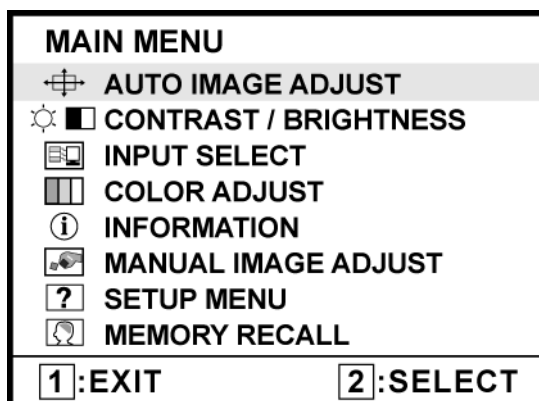 MAIN MENU
AUTO IMAGE ADJUST
CONTRAST / BRIGHTNESS
INPUT SELECT
COLOR ADJUST
i INFORMATION
MANUAL IMAGE ADJUST
? SETUP MENU
MEMORY RECALL
1:EXIT 2:SELECT